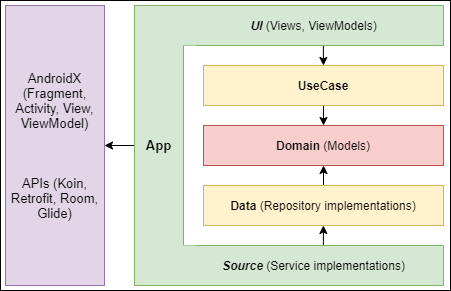 AndroidX
(Fragment,
Activity, View,
ViewModel)
APIs (Koin,
Retrofit, Room,
Glide)
App
UI (Views, ViewModels)
UseCase
Domain (Models)
Data (Repository implementations)
Source (Service implementations)